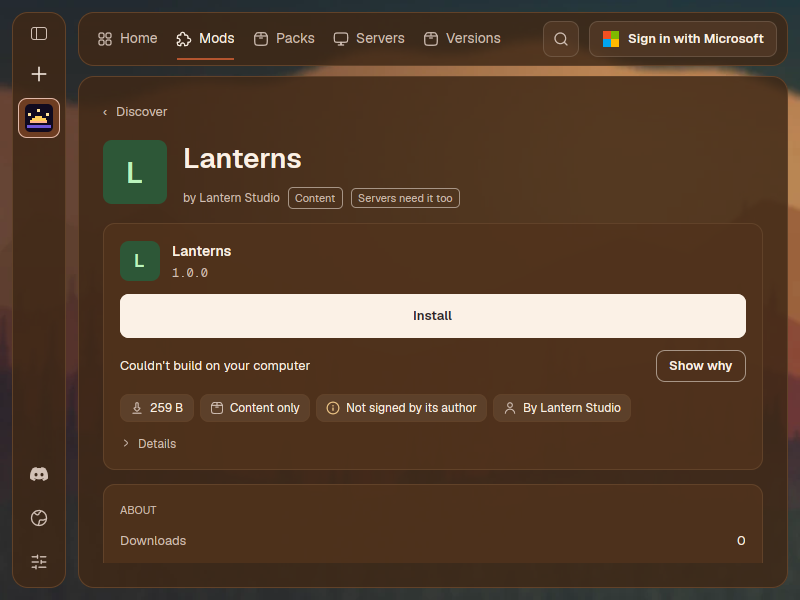 Home Mods Packs Servers Versions Sign in with Microsoft
Discover
L
Lanterns
by Lantern Studio Content Servers need it too
L
Lanterns
1.0.0
Install
Couldn't build on your computer Show why
259 B Content only Not signed by its author By Lantern Studio
Details
ABOUT
Downloads 0